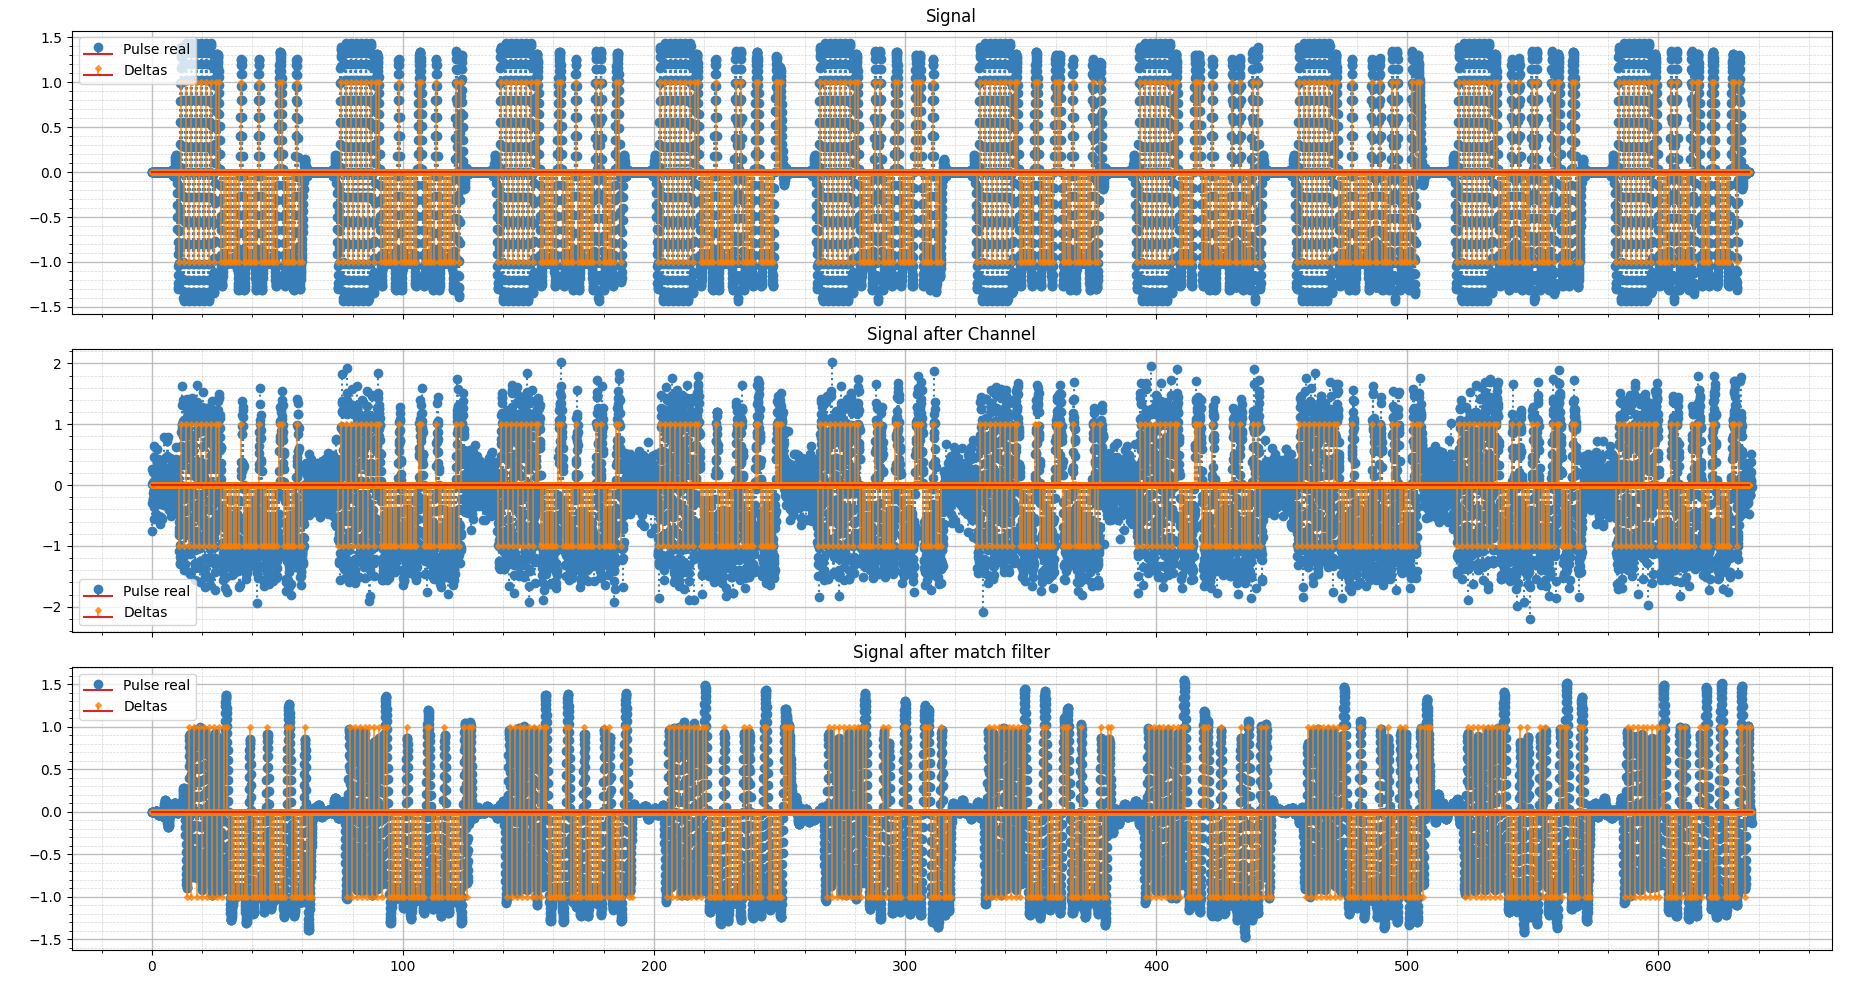 Signal
1.5
1.0
0.5
0.0
−0.5
−1.0
−1.5
Pulse real
Deltas
Signal after Channel
2
1
0
−1
−2
Pulse real
Deltas
Signal after match filter
1.5
1.0
0.5
0.0
−0.5
−1.0
−1.5
Pulse real
Deltas
0 100 200 300 400 500 600